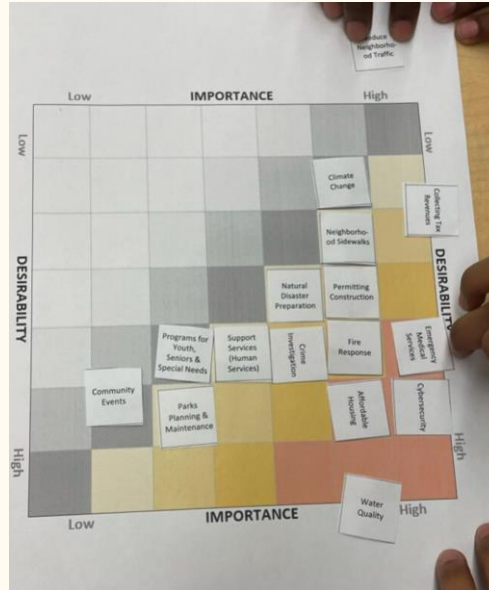 Reduce
Neighborho-
od Traffic
Low
IMPORTANCE
High
Low
Low
Climate
Change
Collecting Tax
Revenues
Neighborho-
od Sidewalks
DESIRABILITY
DESIRABILITY
Natural
Disaster
Preparation
Permitting
Construction
Programs for
Youth,
Seniors &
Special Needs
Support
Services
(Human
Services)
Crime
Investigation
Fire
Response
Emergency
Medical
Services
Community
Events
Parks
Planning &
Maintenance
Affordable
Housing
Cybersecurity
High
High
Water
Quality
Low
IMPORTANCE
High